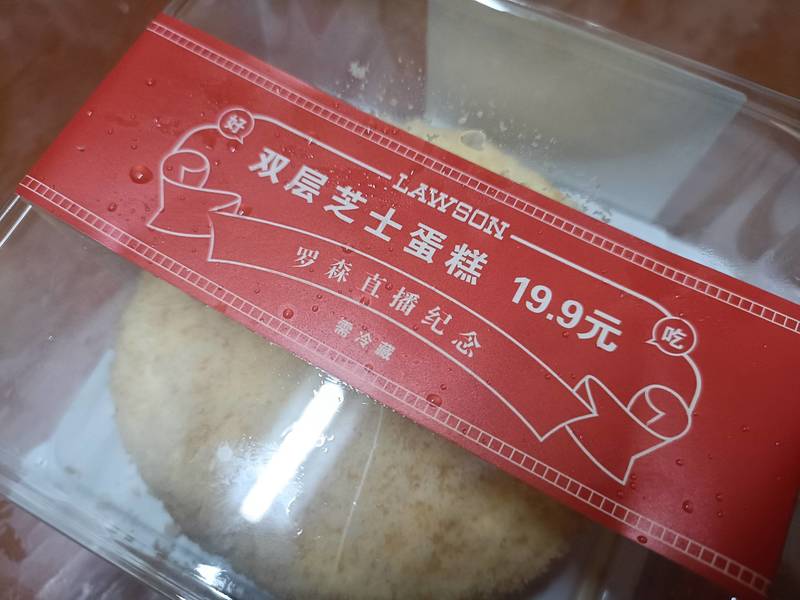 好
LAWSON
双层芝士蛋糕 19.9元
吃
罗森直播纪念
需冷藏